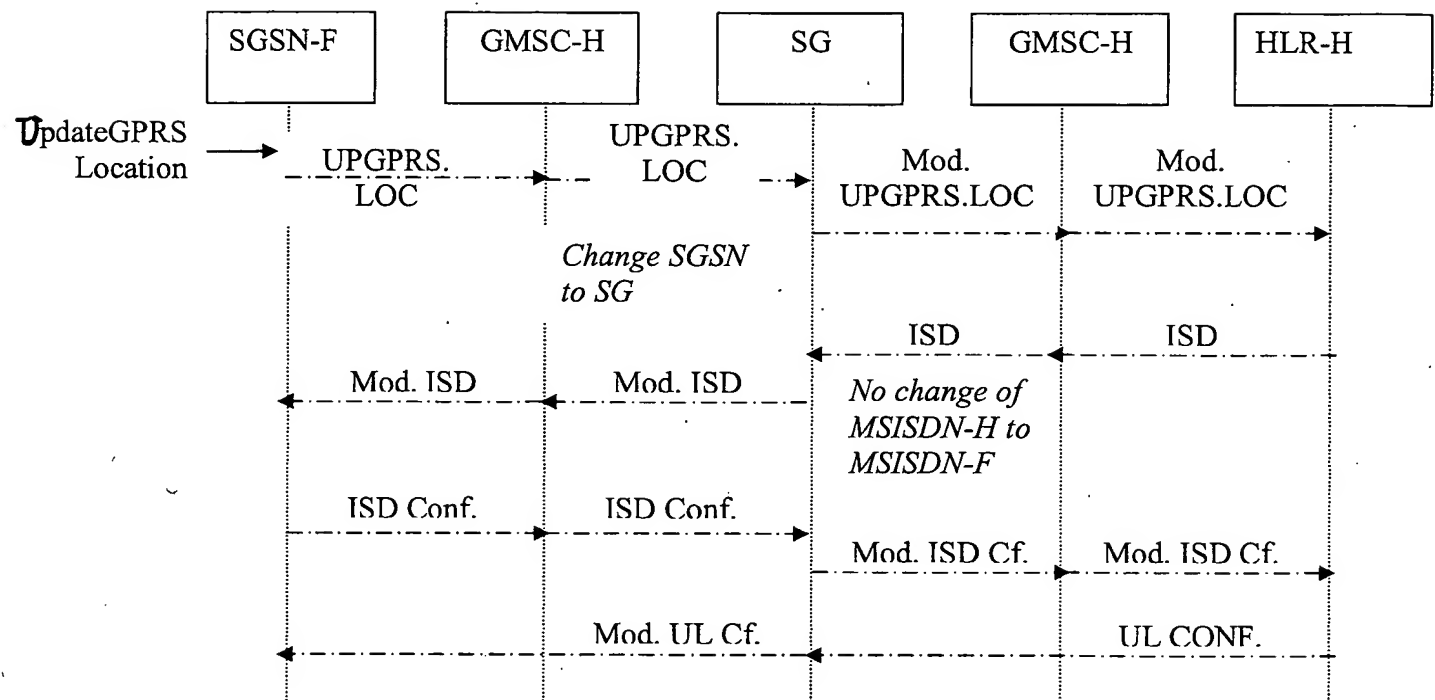 SGSN-F GMSC-H SG GMSC-H HLR-H
UpdateGPRS
Location
UPGPRS.
LOC
UPGPRS.
LOC
Mod.
UPGPRS.LOC
Mod.
UPGPRS.LOC
Change SGSN
to SG
ISD ISD
Mod. ISD Mod. ISD
No change of
MSISDN-H to
MSISDN-F
ISD Conf. ISD Conf.
Mod. ISD Cf. Mod. ISD Cf.
Mod. UL Cf. UL CONF.